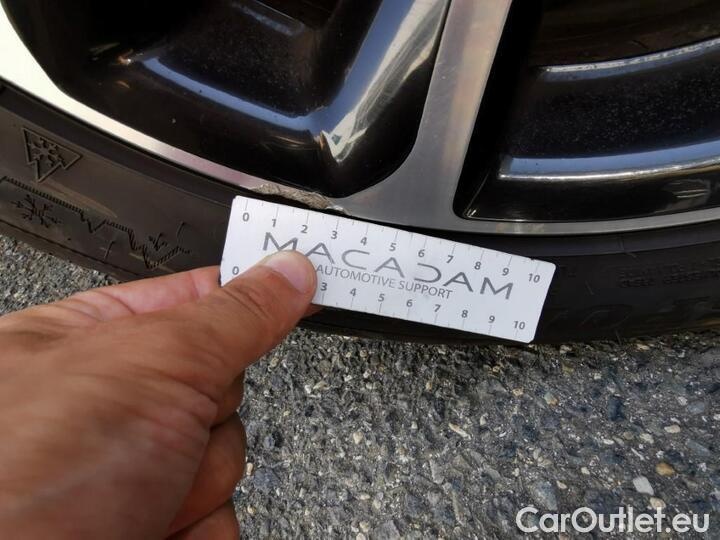 0 1 2 3 4 5 6 7 8 9 10
MACADAM
AUTOMOTIVE SUPPORT
0 3 4 5 6 7 8 9 10
CarOutlet.eu